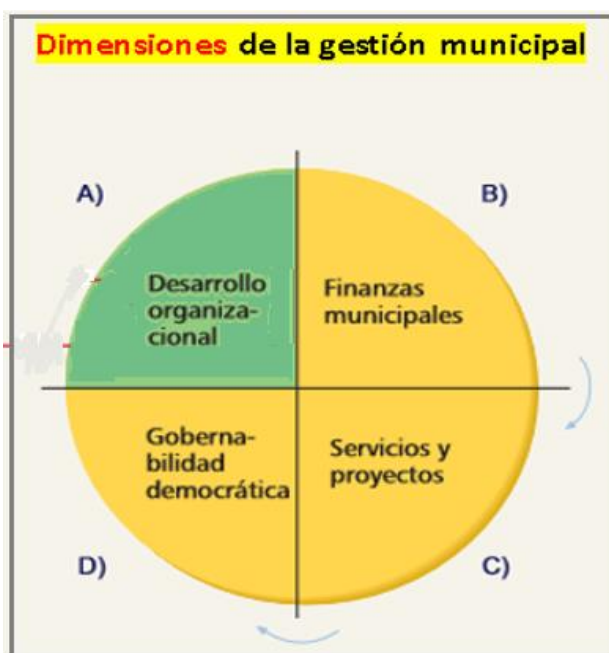 Dimensiones de la gestión municipal
A)
B)
Desarrollo
organiza-
cional
Finanzas
municipales
Goberna-
bilidad
democrática
Servicios y
proyectos
D)
C)